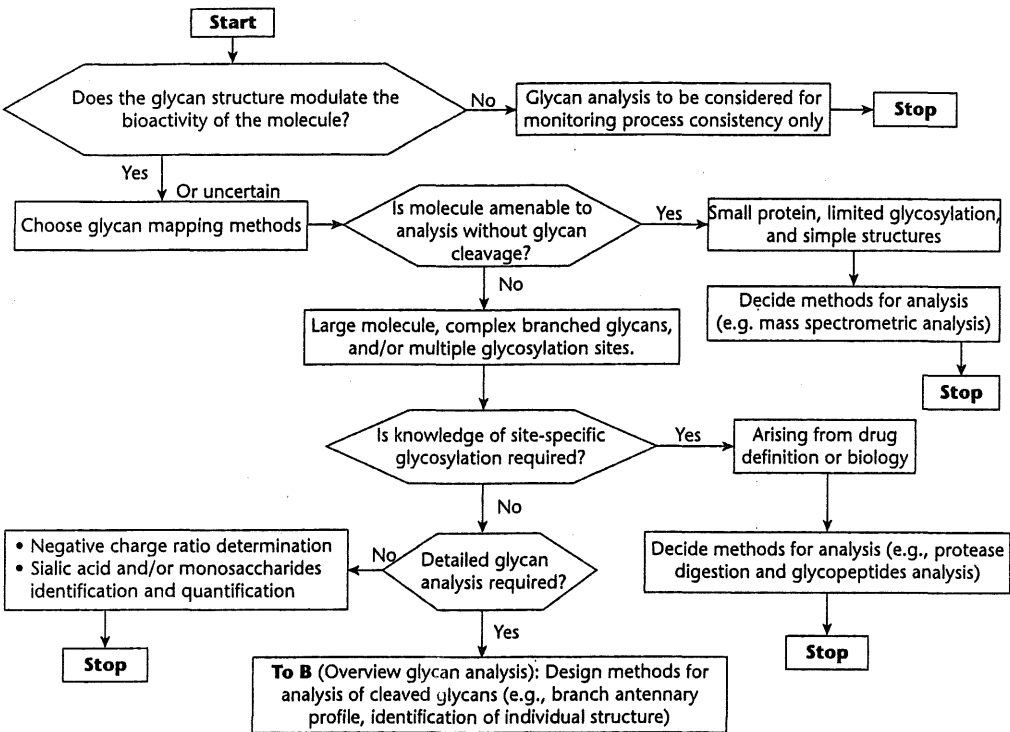 Start
Does the glycan structure modulate the
bioactivity of the molecule?
No
Glycan analysis to be considered for
monitoring process consistency only
Stop
Yes
Or uncertain
Choose glycan mapping methods
Is molecule amenable to
analysis without glycan
cleavage?
Yes
Small protein, limited glycosylation,
and simple structures
Decide methods for analysis
(e.g. mass spectrometric analysis)
Stop
No
Large molecule, complex branched glycans,
and/or multiple glycosylation sites.
Is knowledge of site-specific
glycosylation required?
Yes
Arising from drug
definition or biology
Decide methods for analysis (e.g., protease
digestion and glycopeptides analysis)
Stop
No
Detailed glycan
analysis required?
No
• Negative charge ratio determination
• Sialic acid and/or monosaccharides
identification and quantification
Stop
Yes
To B (Overview glycan analysis): Design methods for
analysis of cleaved glycans (e.g., branch antennary
profile, identification of individual structure)